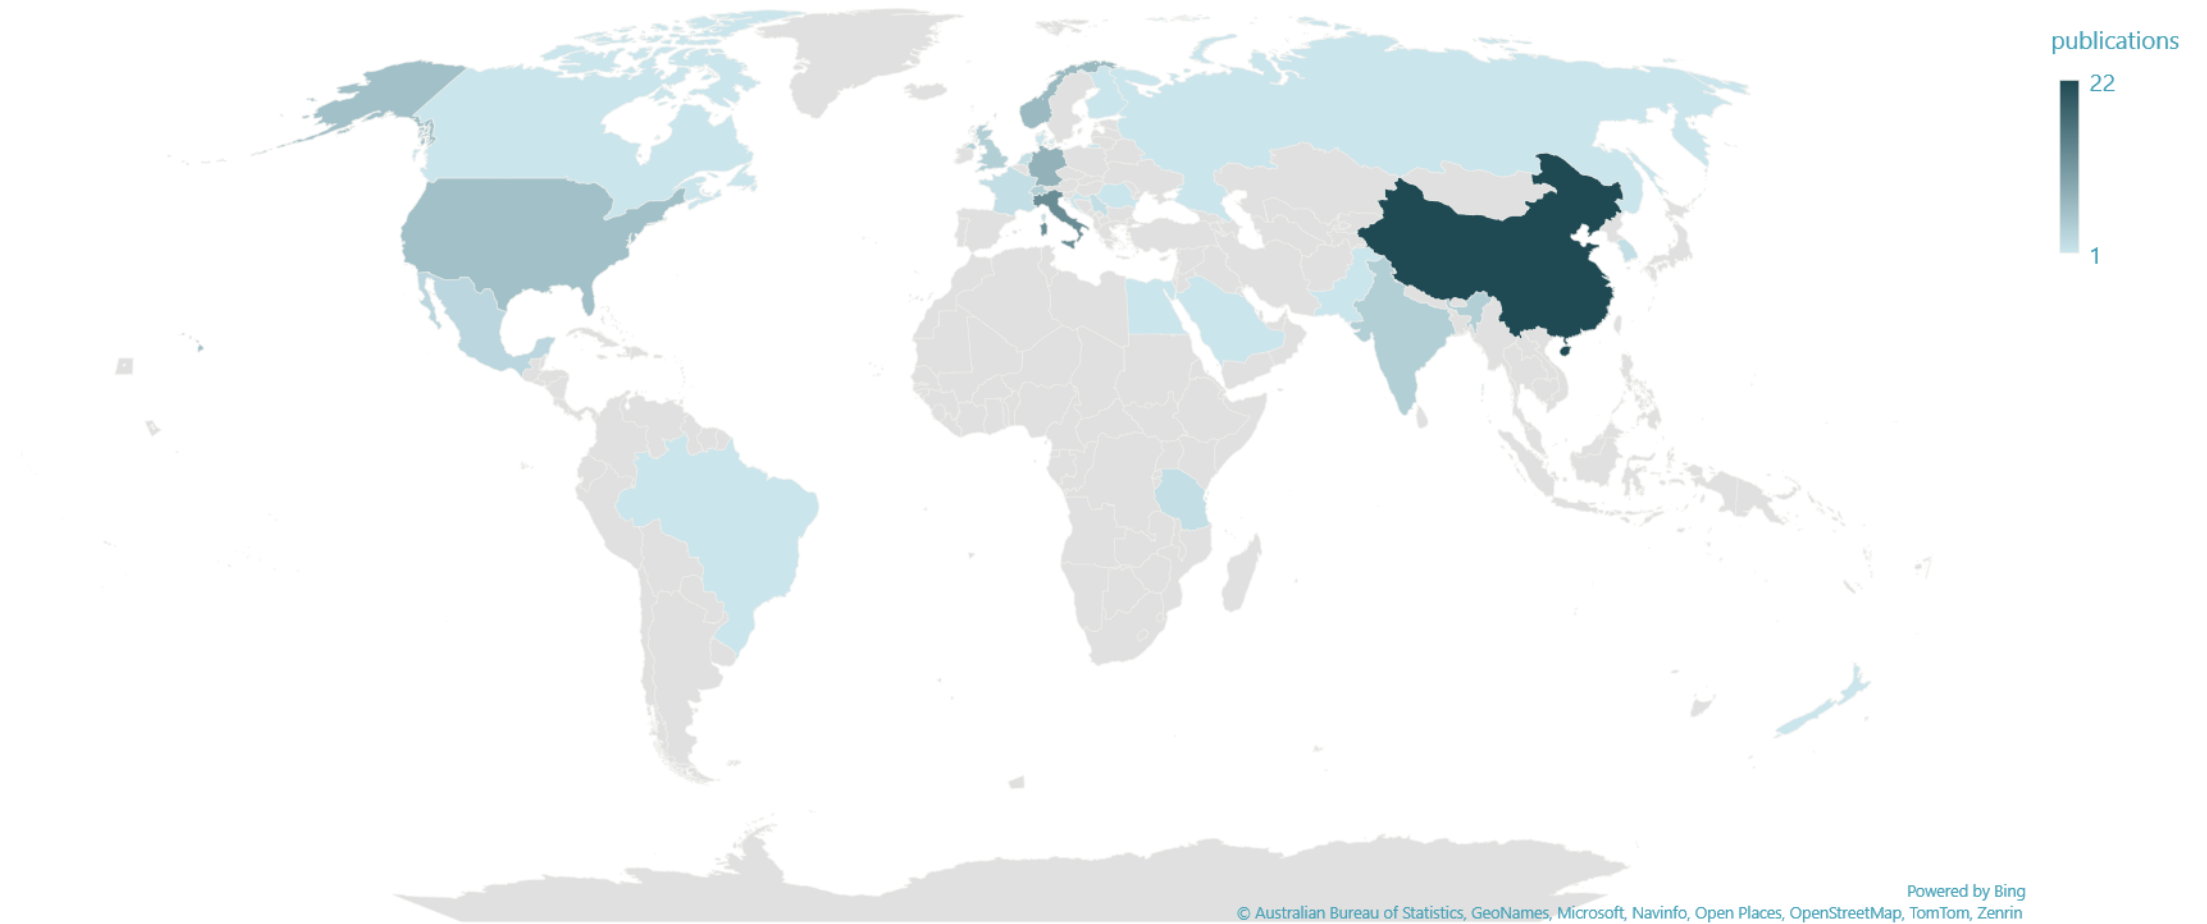 publications
22
1
Powered by Bing
© Australian Bureau of Statistics, GeoNames, Microsoft, Navinfo, Open Places, OpenStreetMap, TomTom, Zenrin